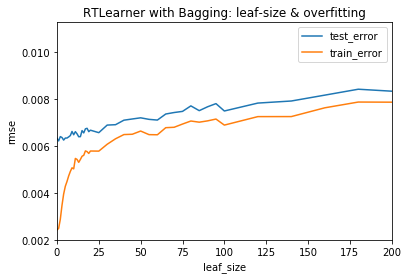 RTLearner with Bagging: leaf-size & overfitting
test_error
train_error
rmse
0.010
0.008
0.006
0.004
0.002
0 25 50 75 100 125 150 175 200
leaf_size